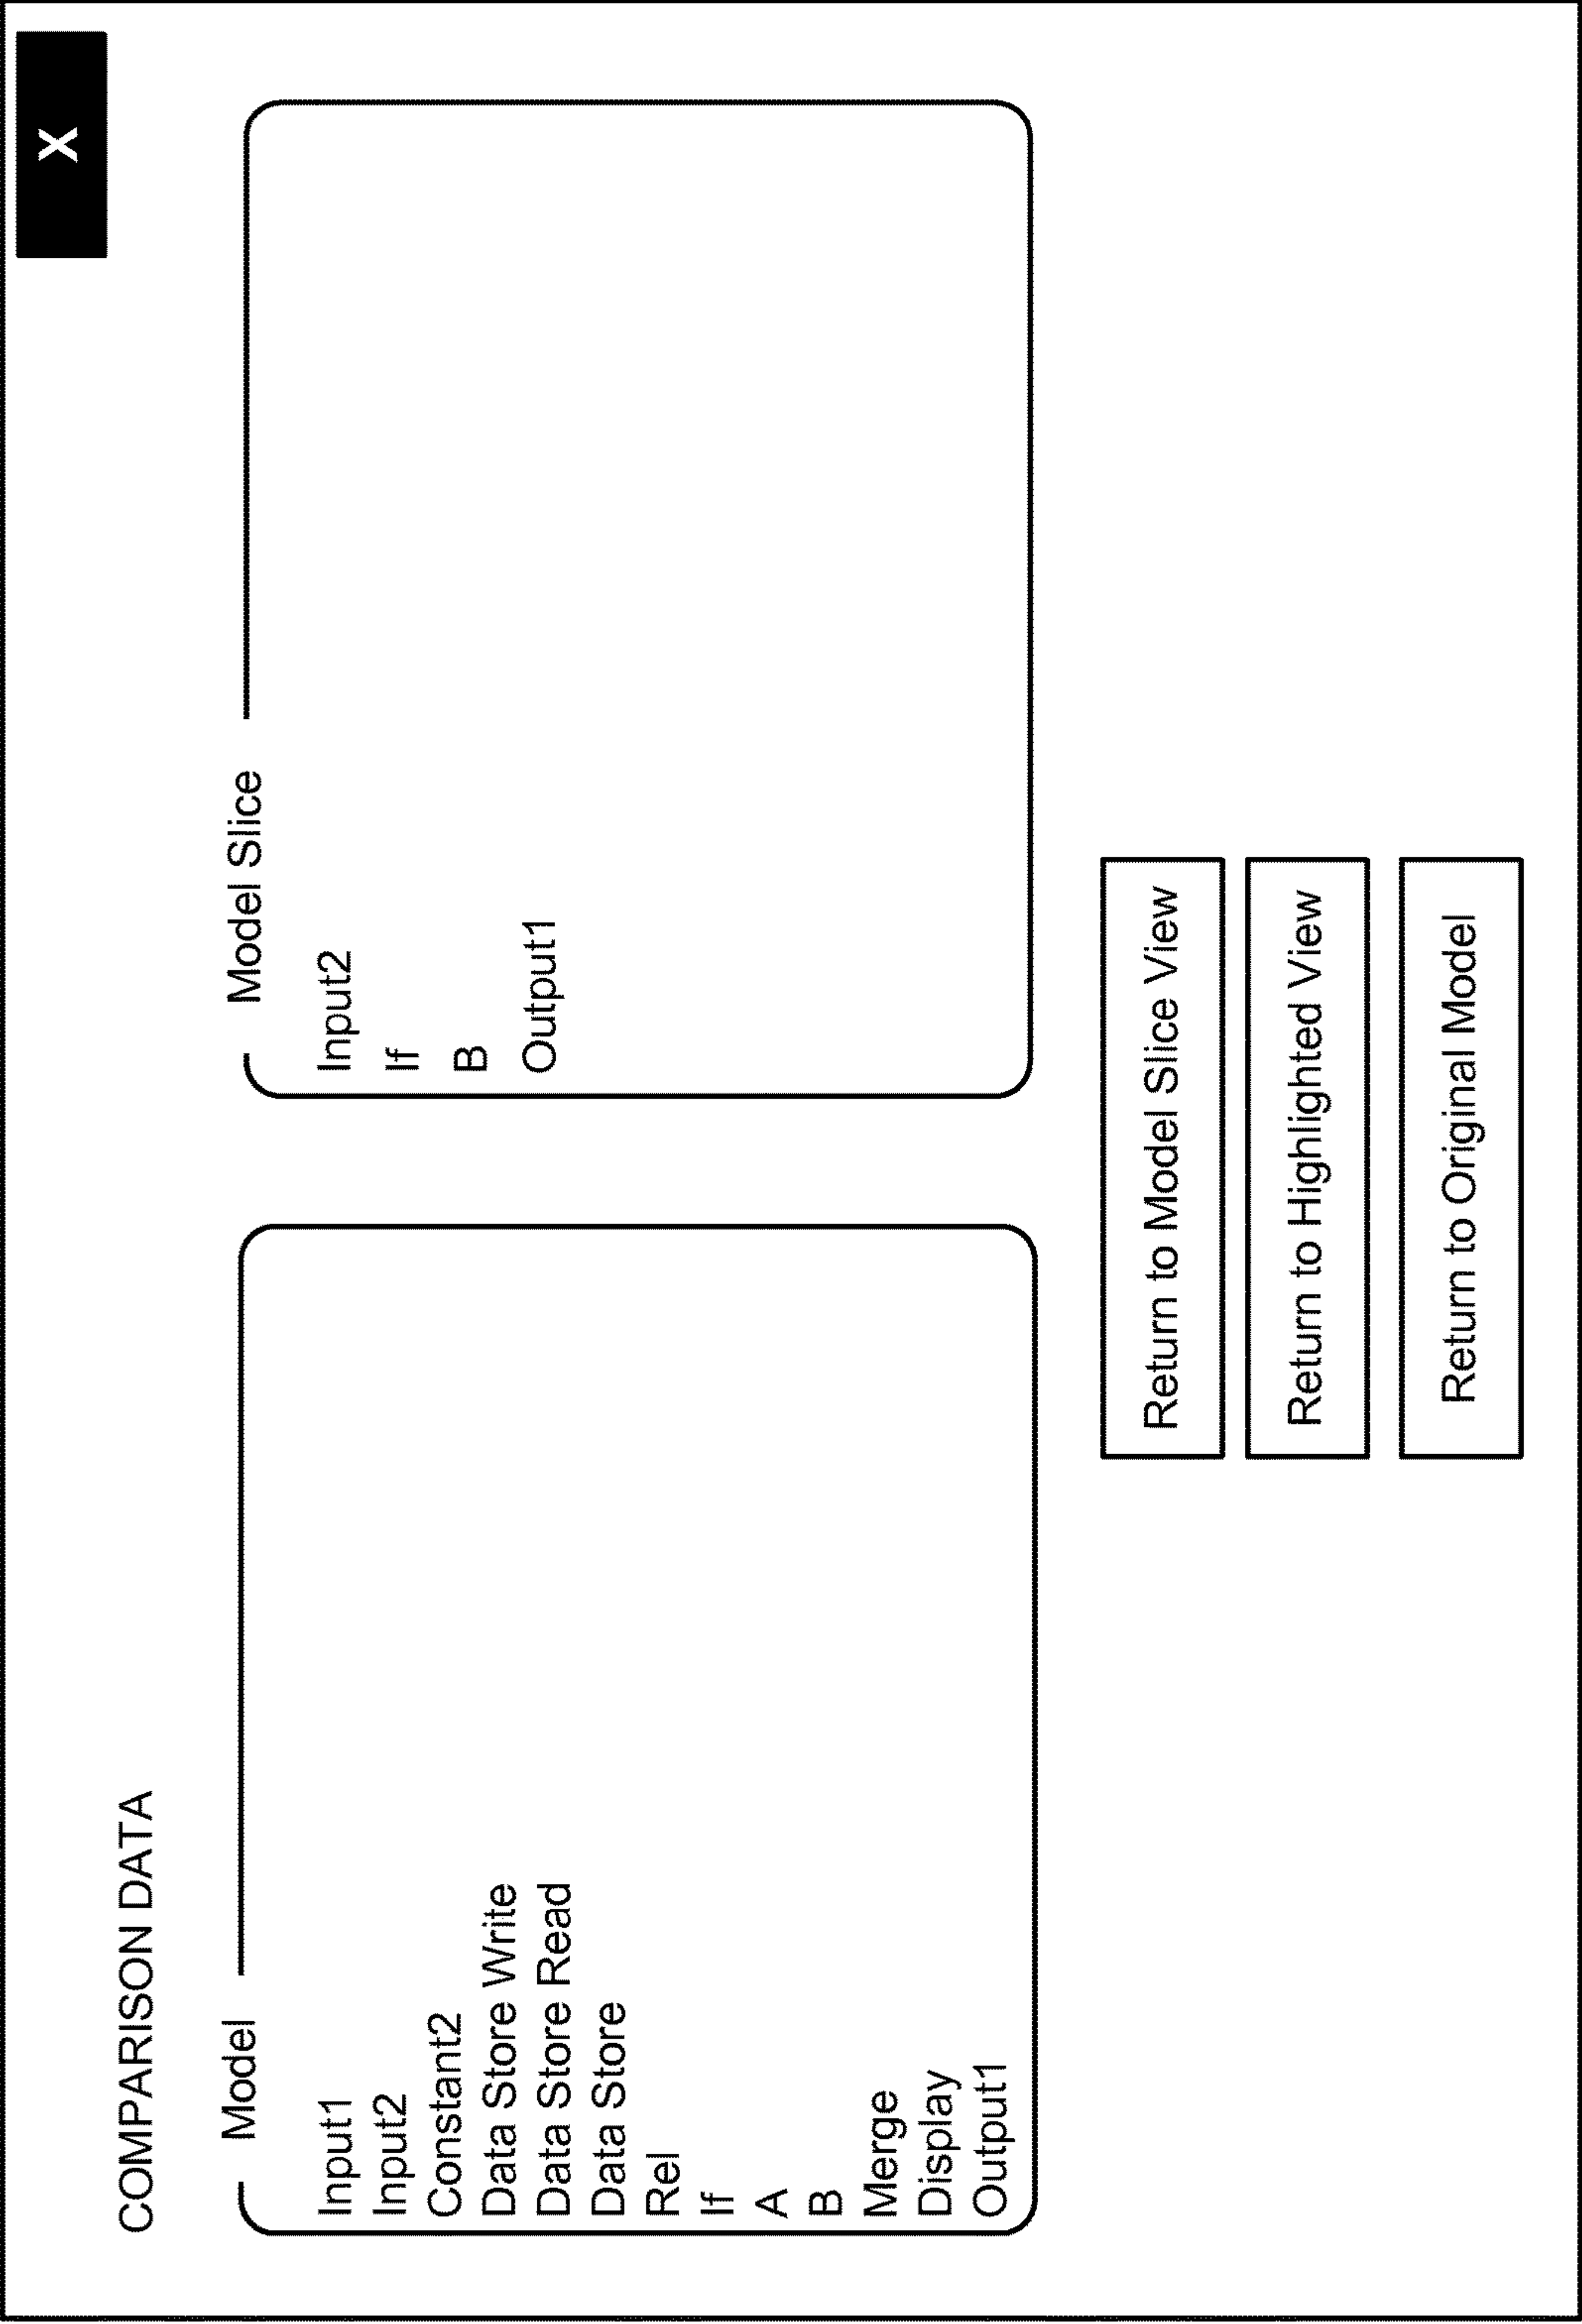 X
COMPARISON DATA
Model
Input1
Input2
Constant2
Data Store Write
Data Store Read
Data Store
Rel
If
A
B
Merge
Display
Output1
Model Slice
Input2
If
B
Output1
Return to Model Slice View
Return to Highlighted View
Return to Original Model